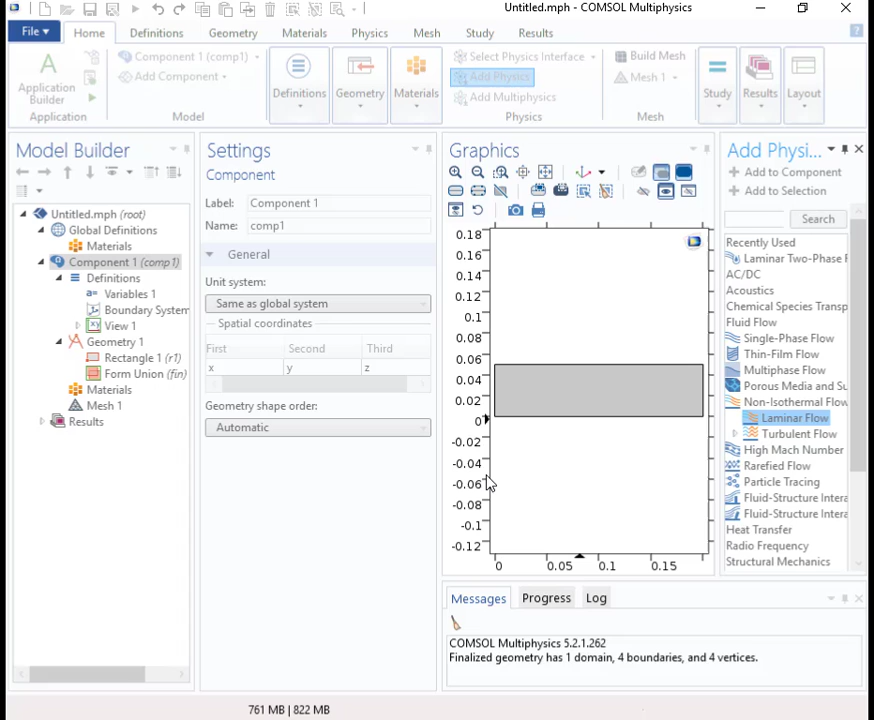 Untitled.mph - COMSOL Multiphysics
File Home Definitions Geometry Materials Physics Mesh Study Results
Application Builder
Component 1 (comp1)
Add Component
Definitions
Geometry
Materials
Select Physics Interface
Add Physics
Add Multiphysics
Build Mesh
Mesh 1
Study
Results
Layout
Application Model Physics Mesh
Model Builder
Untitled.mph (root)
Global Definitions
Materials
Component 1 (comp1)
Definitions
a= Variables 1
Boundary System
View 1
Geometry 1
Rectangle 1 (r1)
Form Union (fin)
Materials
Mesh 1
Results
Settings
Component
Label: Component 1
Name: comp1
General
Unit system:
Same as global system
Spatial coordinates
First Second Third
x y z
Geometry shape order:
Automatic
Graphics
0.18
0.16
0.14
0.12
0.1
0.08
0.06
0.04
0.02
0
-0.02
-0.04
-0.06
-0.08
-0.1
-0.12
0 0.05 0.1 0.15
Add Physi...
Add to Component
Add to Selection
Search
Recently Used
Laminar Two-Phase F
AC/DC
Acoustics
Chemical Species Transp
Fluid Flow
Single-Phase Flow
Thin-Film Flow
Multiphase Flow
Porous Media and Su
Non-Isothermal Flow
Laminar Flow
Turbulent Flow
High Mach Number
Rarefied Flow
Particle Tracing
Fluid-Structure Intera
Fluid-Structure Intera
Heat Transfer
Radio Frequency
Structural Mechanics
Messages Progress Log
COMSOL Multiphysics 5.2.1.262
Finalized geometry has 1 domain, 4 boundaries, and 4 vertices.
761 MB | 822 MB